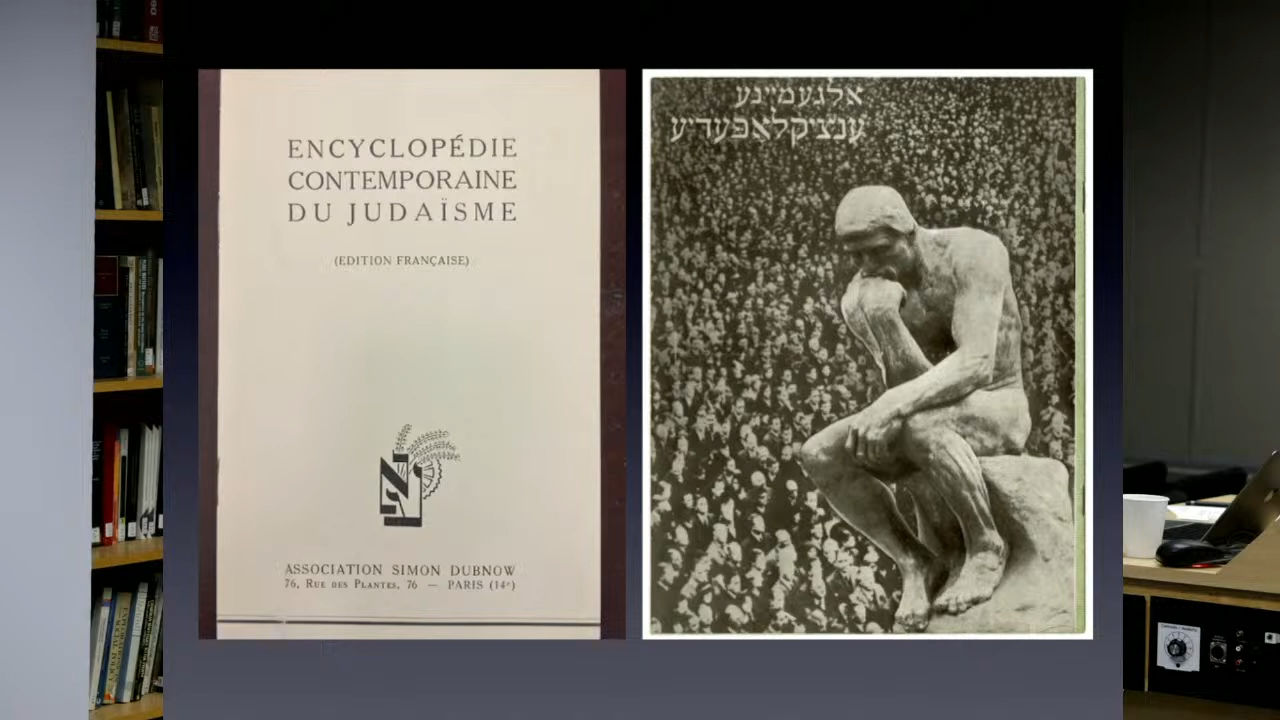 ENCYCLOPÉDIE
CONTEMPORAINE
DU JUDAÏSME
(EDITION FRANÇAISE)
ASSOCIATION SIMON DUBNOW
76, RUE DES PLANTES, 76 — PARIS (14ᵉ)
אלגעמיינע
ענציקלאפעדיע